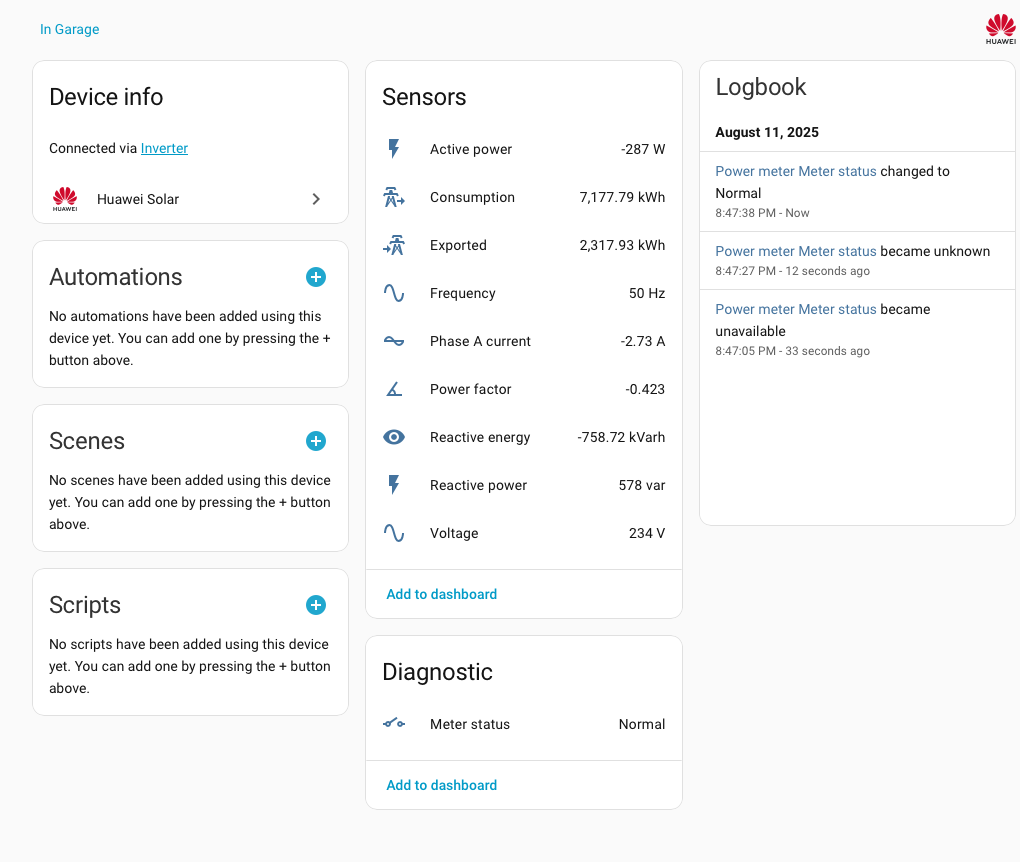 In Garage
HUAWEI
Device info
Connected via Inverter
HUAWEI
Huawei Solar
Automations
No automations have been added using this
device yet. You can add one by pressing the +
button above.
Scenes
No scenes have been added using this device
yet. You can add one by pressing the + button
above.
Scripts
No scripts have been added using this device
yet. You can add one by pressing the + button
above.
Sensors
Active power -287 W
Consumption 7,177.79 kWh
Exported 2,317.93 kWh
Frequency 50 Hz
Phase A current -2.73 A
Power factor -0.423
Reactive energy -758.72 kVarh
Reactive power 578 var
Voltage 234 V
Add to dashboard
Diagnostic
Meter status Normal
Add to dashboard
Logbook
August 11, 2025
Power meter Meter status changed to
Normal
8:47:38 PM - Now
Power meter Meter status became unknown
8:47:27 PM - 12 seconds ago
Power meter Meter status became
unavailable
8:47:05 PM - 33 seconds ago